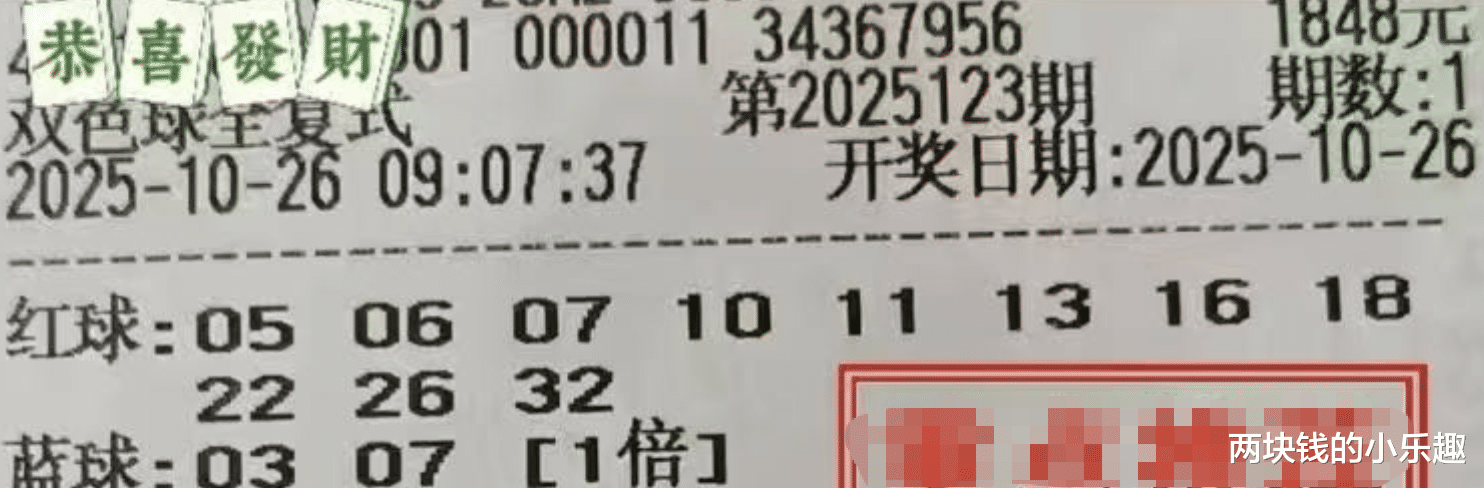 恭喜發財
001 000011 34367956 1848元
双色球全复式 第2025123期 期数:1
2025-10-26 09:07:37 开奖日期:2025-10-26
红球:05 06 07 10 11 13 16 18
22 26 32
蓝球:03 07 [1倍]
两块钱的小乐趣